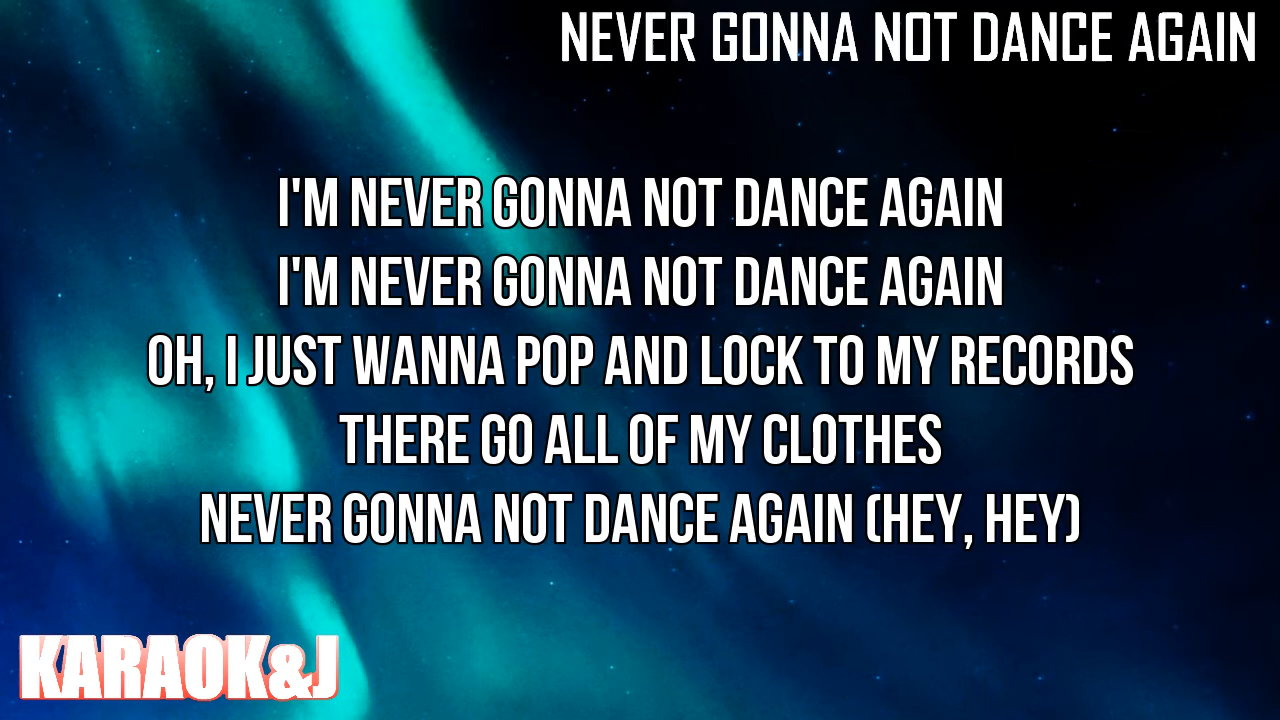 NEVER GONNA NOT DANCE AGAIN
I'M NEVER GONNA NOT DANCE AGAIN
I'M NEVER GONNA NOT DANCE AGAIN
OH, I JUST WANNA POP AND LOCK TO MY RECORDS
THERE GO ALL OF MY CLOTHES
NEVER GONNA NOT DANCE AGAIN (HEY, HEY)
KARAOK&J